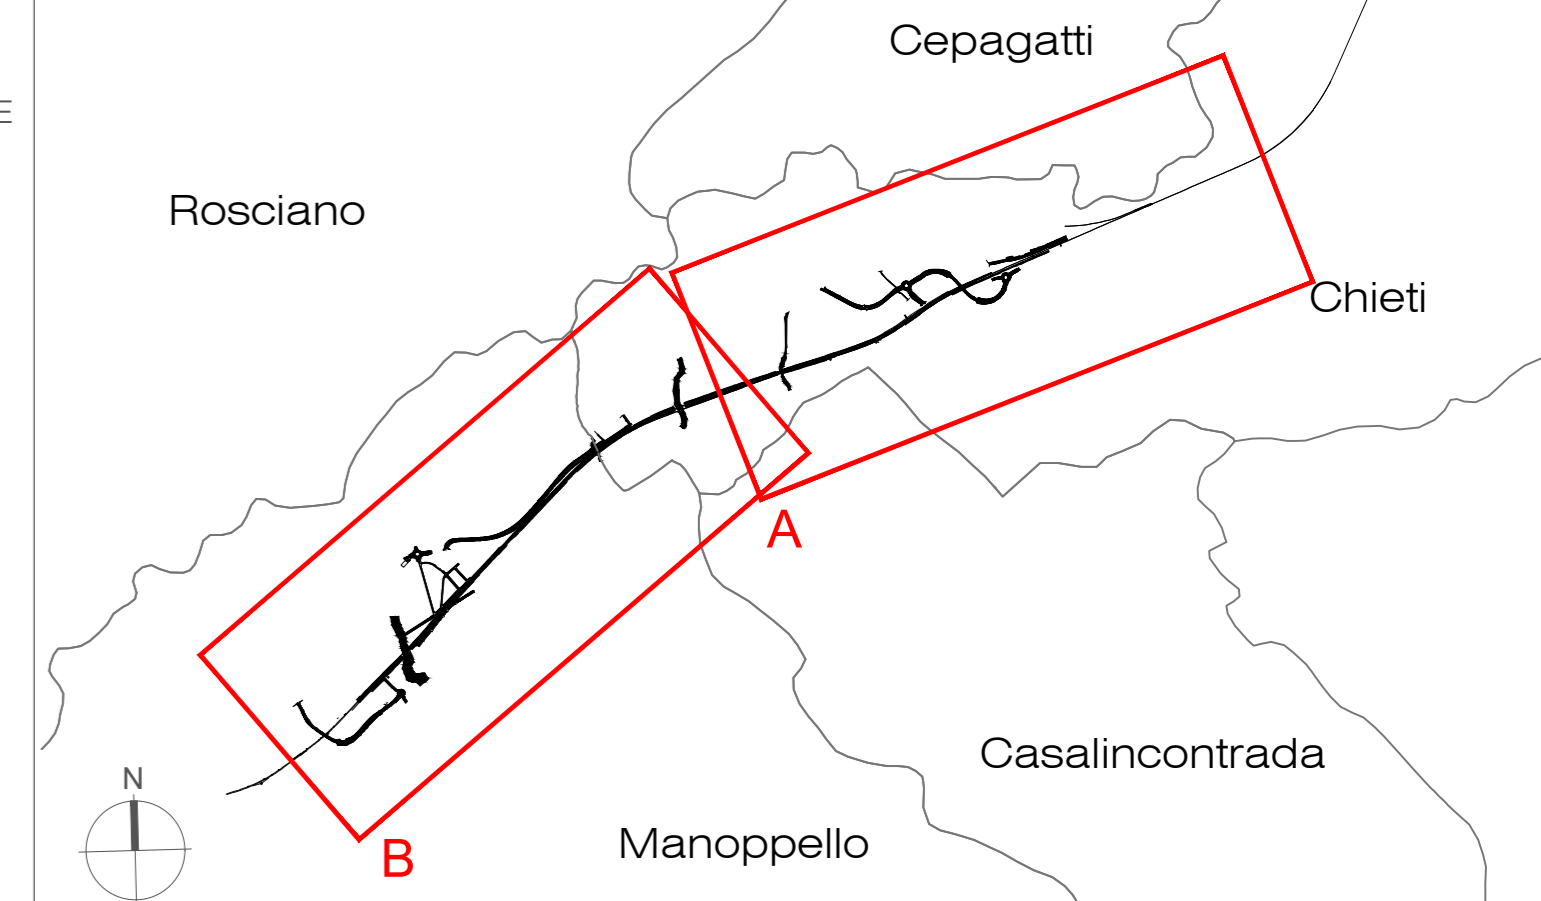 Cepagatti
E
Rosciano
Chieti
A
Casalincontrada
N
Manoppello
B